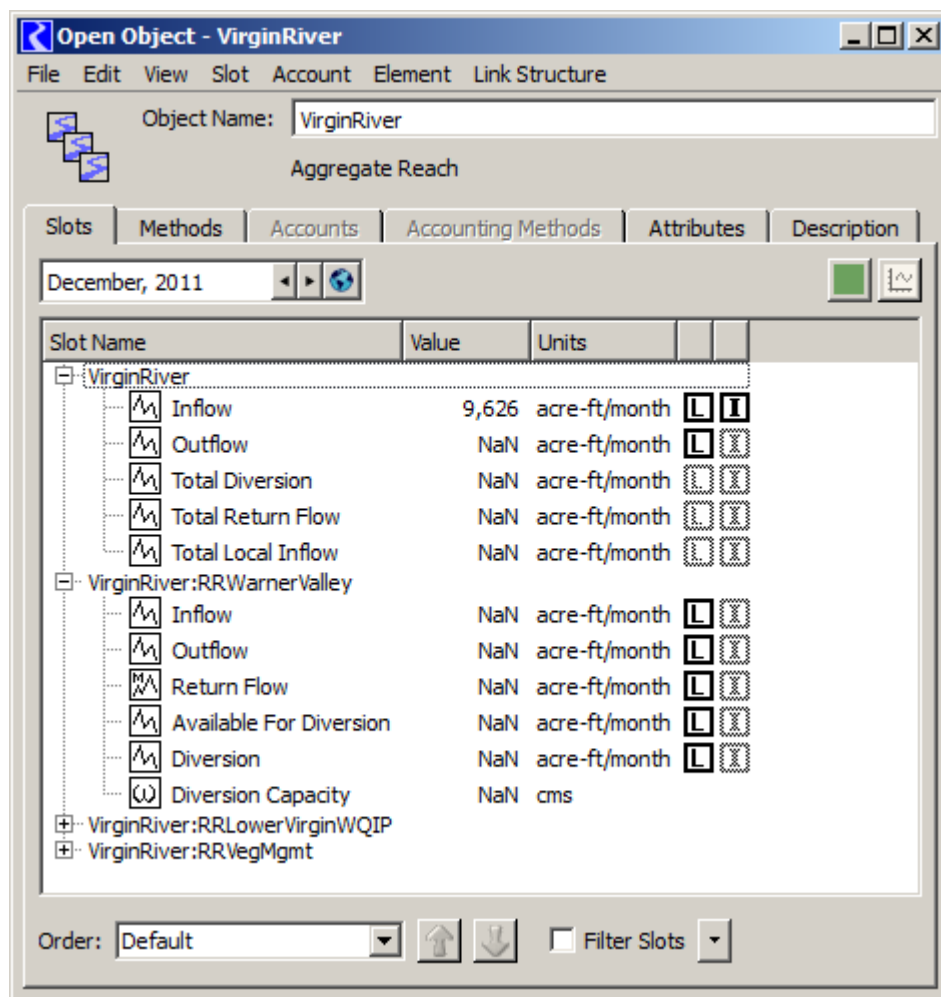 Open Object - VirginRiver
File Edit View Slot Account Element Link Structure
Object Name: VirginRiver
Aggregate Reach
Slots Methods Accounts Accounting Methods Attributes Description
December, 2011
Slot Name Value Units
VirginRiver
Inflow 9,626 acre-ft/month L I
Outflow NaN acre-ft/month L I
Total Diversion NaN acre-ft/month L I
Total Return Flow NaN acre-ft/month L I
Total Local Inflow NaN acre-ft/month L I
VirginRiver:RRWarnerValley
Inflow NaN acre-ft/month L I
Outflow NaN acre-ft/month L I
Return Flow NaN acre-ft/month L I
Available For Diversion NaN acre-ft/month L I
Diversion NaN acre-ft/month L I
Diversion Capacity NaN cms
VirginRiver:RRLowerVirginWQIP
VirginRiver:RRVegMgmt
Order: Default Filter Slots